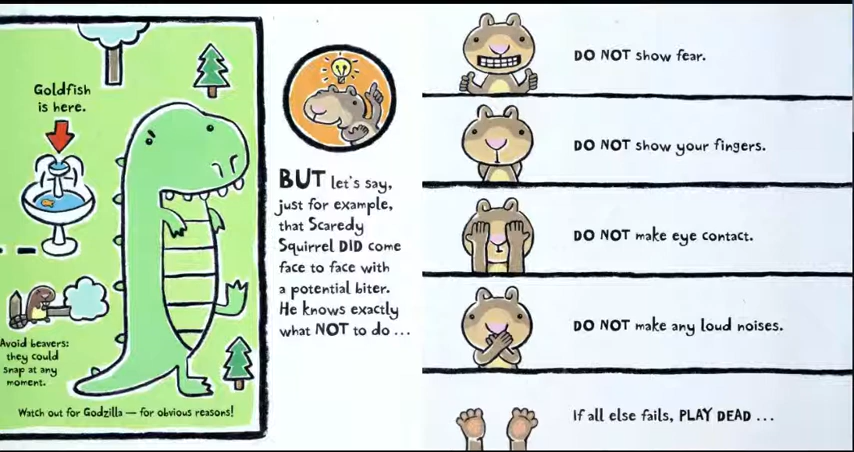 Goldfish
is here.
Avoid beavers:
they could
snap at any
moment.
Watch out for Godzilla — for obvious reasons!
BUT let's say,
just for example,
that Scaredy
Squirrel DID come
face to face with
a potential biter.
He knows exactly
what NOT to do ...
DO NOT show fear.
DO NOT show your fingers.
DO NOT make eye contact.
DO NOT make any loud noises.
If all else fails, PLAY DEAD ...